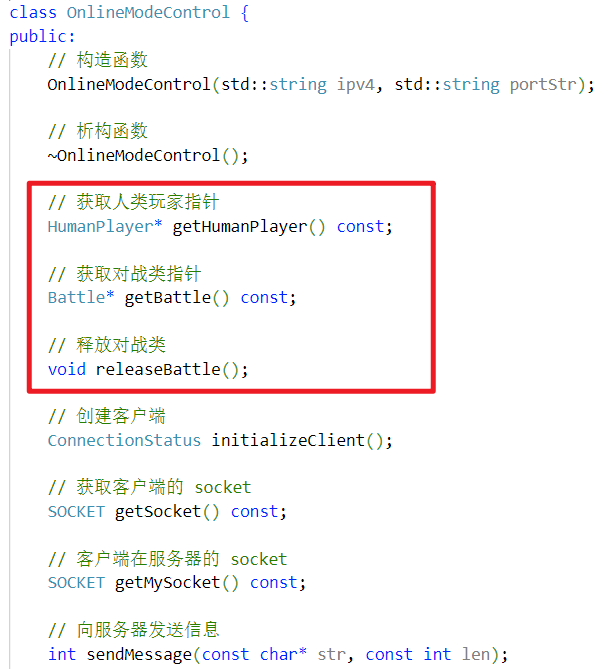 class OnlineModeControl {
public:
// 构造函数
OnlineModeControl(std::string ipv4, std::string portStr);
// 析构函数
~OnlineModeControl();
// 获取人类玩家指针
HumanPlayer* getHumanPlayer() const;
// 获取对战类指针
Battle* getBattle() const;
// 释放对战类
void releaseBattle();
// 创建客户端
ConnectionStatus initializeClient();
// 获取客户端的 socket
SOCKET getSocket() const;
// 客户端在服务器的 socket
SOCKET getMySocket() const;
// 向服务器发送信息
int sendMessage(const char* str, const int len);